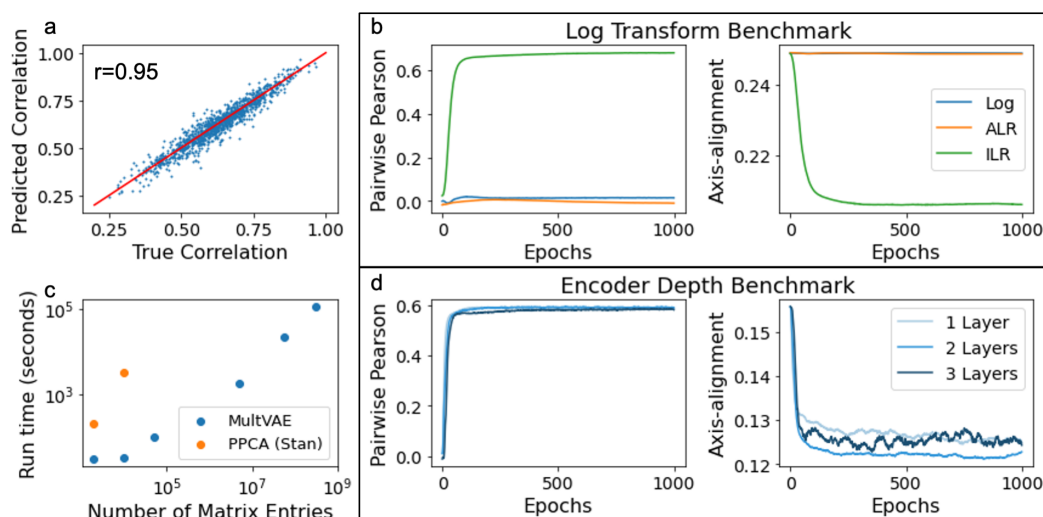 a
r=0.95
Predicted Correlation
1.00
0.75
0.50
0.25
0.25 0.50 0.75 1.00
True Correlation
b
Log Transform Benchmark
Pairwise Pearson
0.6
0.4
0.2
0.0
0 500 1000
Epochs
Axis-alignment
0.24
0.22
Log
ALR
ILR
0 500 1000
Epochs
c
Run time (seconds)
10^5
10^3
MultVAE
PPCA (Stan)
10^5 10^7 10^9
Number of Matrix Entries
d
Encoder Depth Benchmark
Pairwise Pearson
0.6
0.4
0.2
0.0
0 500 1000
Epochs
Axis-alignment
0.15
0.14
0.13
0.12
1 Layer
2 Layers
3 Layers
0 500 1000
Epochs